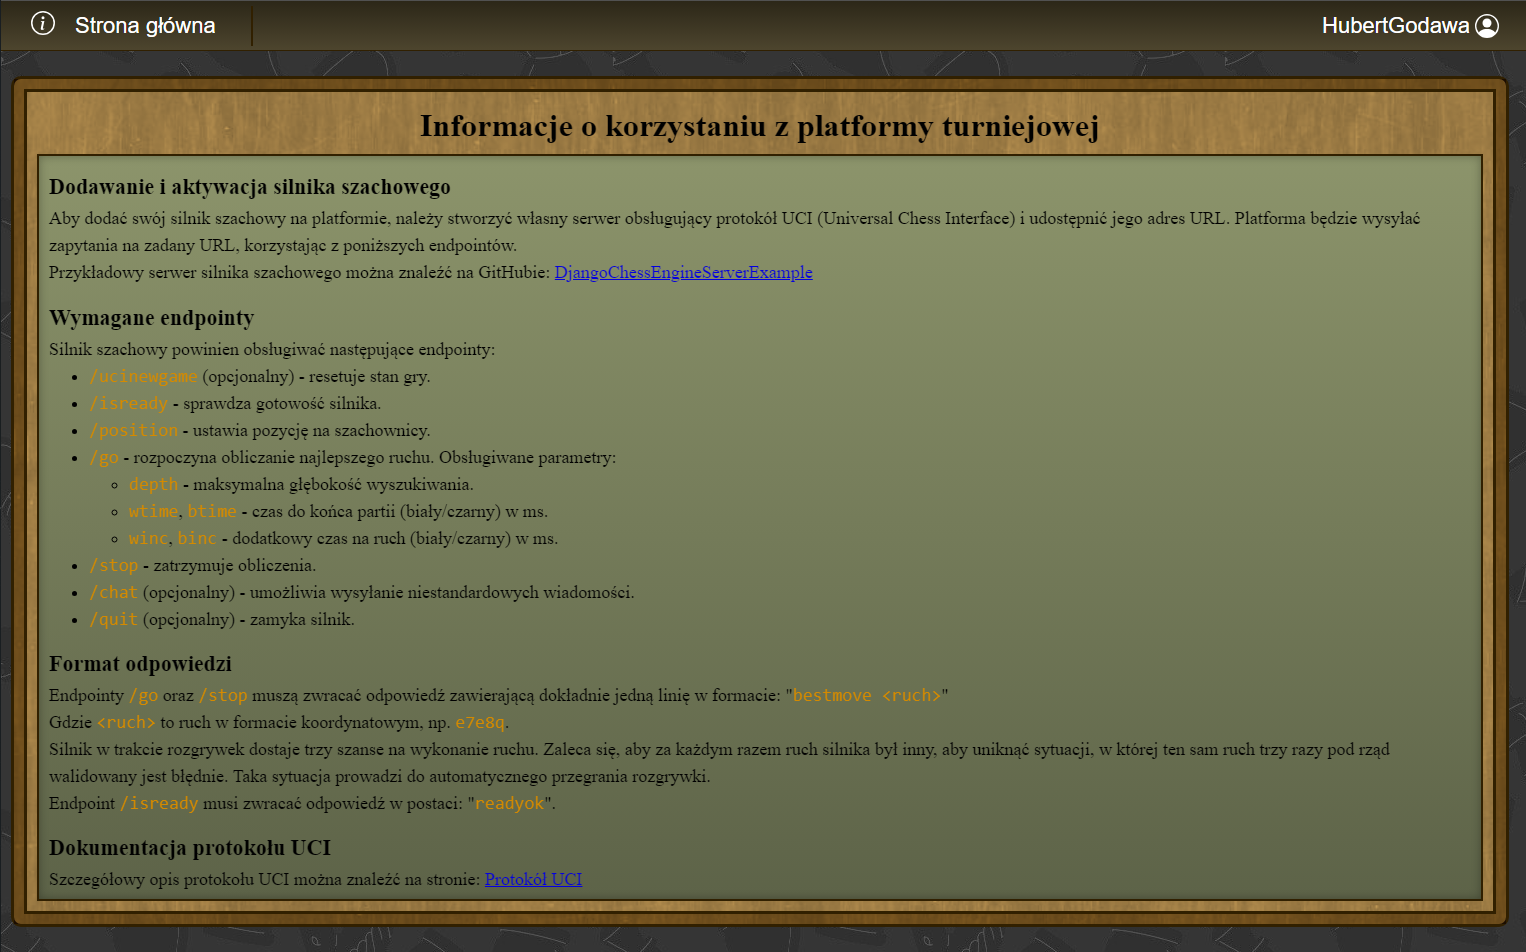 Strona główna
HubertGodawa
Informacje o korzystaniu z platformy turniejowej
Dodawanie i aktywacja silnika szachowego
Aby dodać swój silnik szachowy na platformie, należy stworzyć własny serwer obsługujący protokół UCI (Universal Chess Interface) i udostępnić jego adres URL. Platforma będzie wysyłać
zapytania na zadany URL, korzystając z poniższych endpointów.
Przykładowy serwer silnika szachowego można znaleźć na GitHubie: DjangoChessEngineServerExample
Wymagane endpointy
Silnik szachowy powinien obsługiwać następujące endpointy:
• /ucinewgame (opcjonalny) - resetuje stan gry.
• /isready - sprawdza gotowość silnika.
• /position - ustawia pozycję na szachownicy.
• /go - rozpoczyna obliczanie najlepszego ruchu. Obsługiwane parametry:
◦ depth - maksymalna głębokość wyszukiwania.
◦ wtime, btime - czas do końca partii (biały/czarny) w ms.
◦ winc, binc - dodatkowy czas na ruch (biały/czarny) w ms.
• /stop - zatrzymuje obliczenia.
• /chat (opcjonalny) - umożliwia wysyłanie niestandardowych wiadomości.
• /quit (opcjonalny) - zamyka silnik.
Format odpowiedzi
Endpointy /go oraz /stop muszą zwracać odpowiedź zawierającą dokładnie jedną linię w formacie: "bestmove <ruch>"
Gdzie <ruch> to ruch w formacie koordynatowym, np. e7e8q.
Silnik w trakcie rozgrywek dostaje trzy szanse na wykonanie ruchu. Zaleca się, aby za każdym razem ruch silnika był inny, aby uniknąć sytuacji, w której ten sam ruch trzy razy pod rząd
walidowany jest błędnie. Taka sytuacja prowadzi do automatycznego przegrania rozgrywki.
Endpoint /isready musi zwracać odpowiedź w postaci: "readyok".
Dokumentacja protokołu UCI
Szczegółowy opis protokołu UCI można znaleźć na stronie: Protokół UCI